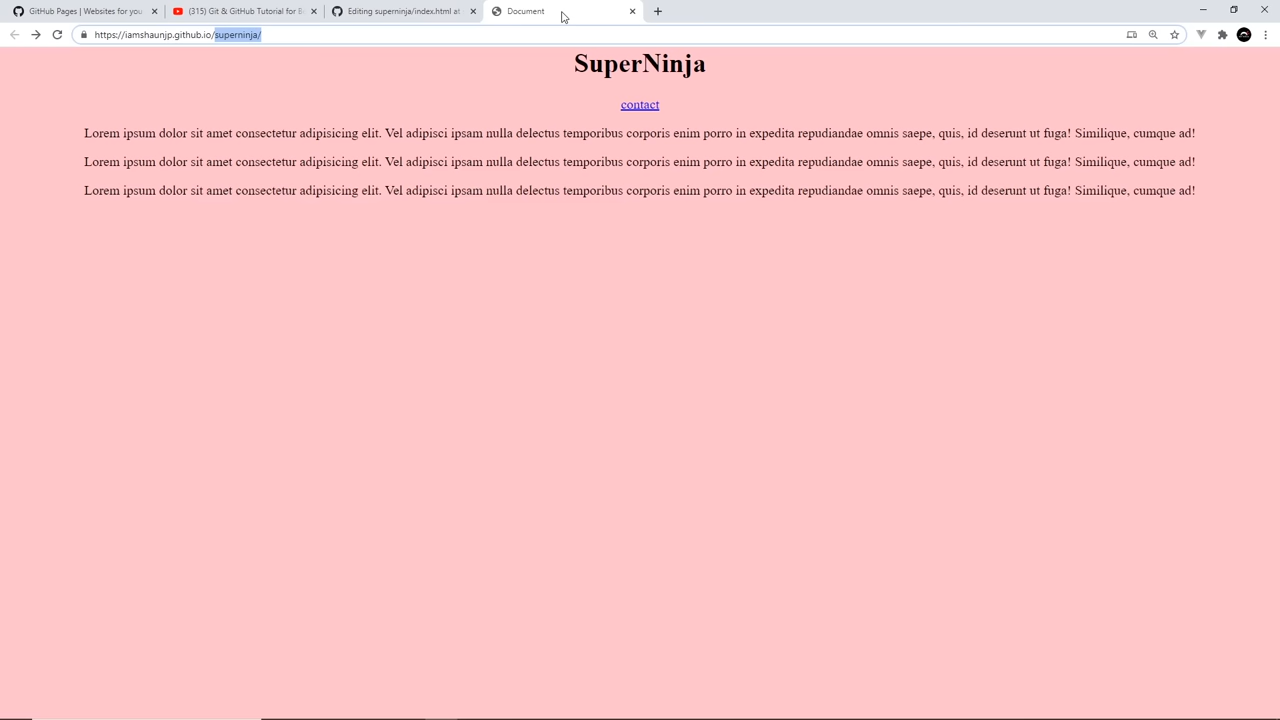 GitHub Pages | Websites for you
(315) Git & GitHub Tutorial for Be
Editing superninja/index.html at
Document
https://iamshaunjp.github.io/superninja/
SuperNinja
contact
Lorem ipsum dolor sit amet consectetur adipisicing elit. Vel adipisci ipsam nulla delectus temporibus corporis enim porro in expedita repudiandae omnis saepe, quis, id deserunt ut fuga! Similique, cumque ad!
Lorem ipsum dolor sit amet consectetur adipisicing elit. Vel adipisci ipsam nulla delectus temporibus corporis enim porro in expedita repudiandae omnis saepe, quis, id deserunt ut fuga! Similique, cumque ad!
Lorem ipsum dolor sit amet consectetur adipisicing elit. Vel adipisci ipsam nulla delectus temporibus corporis enim porro in expedita repudiandae omnis saepe, quis, id deserunt ut fuga! Similique, cumque ad!